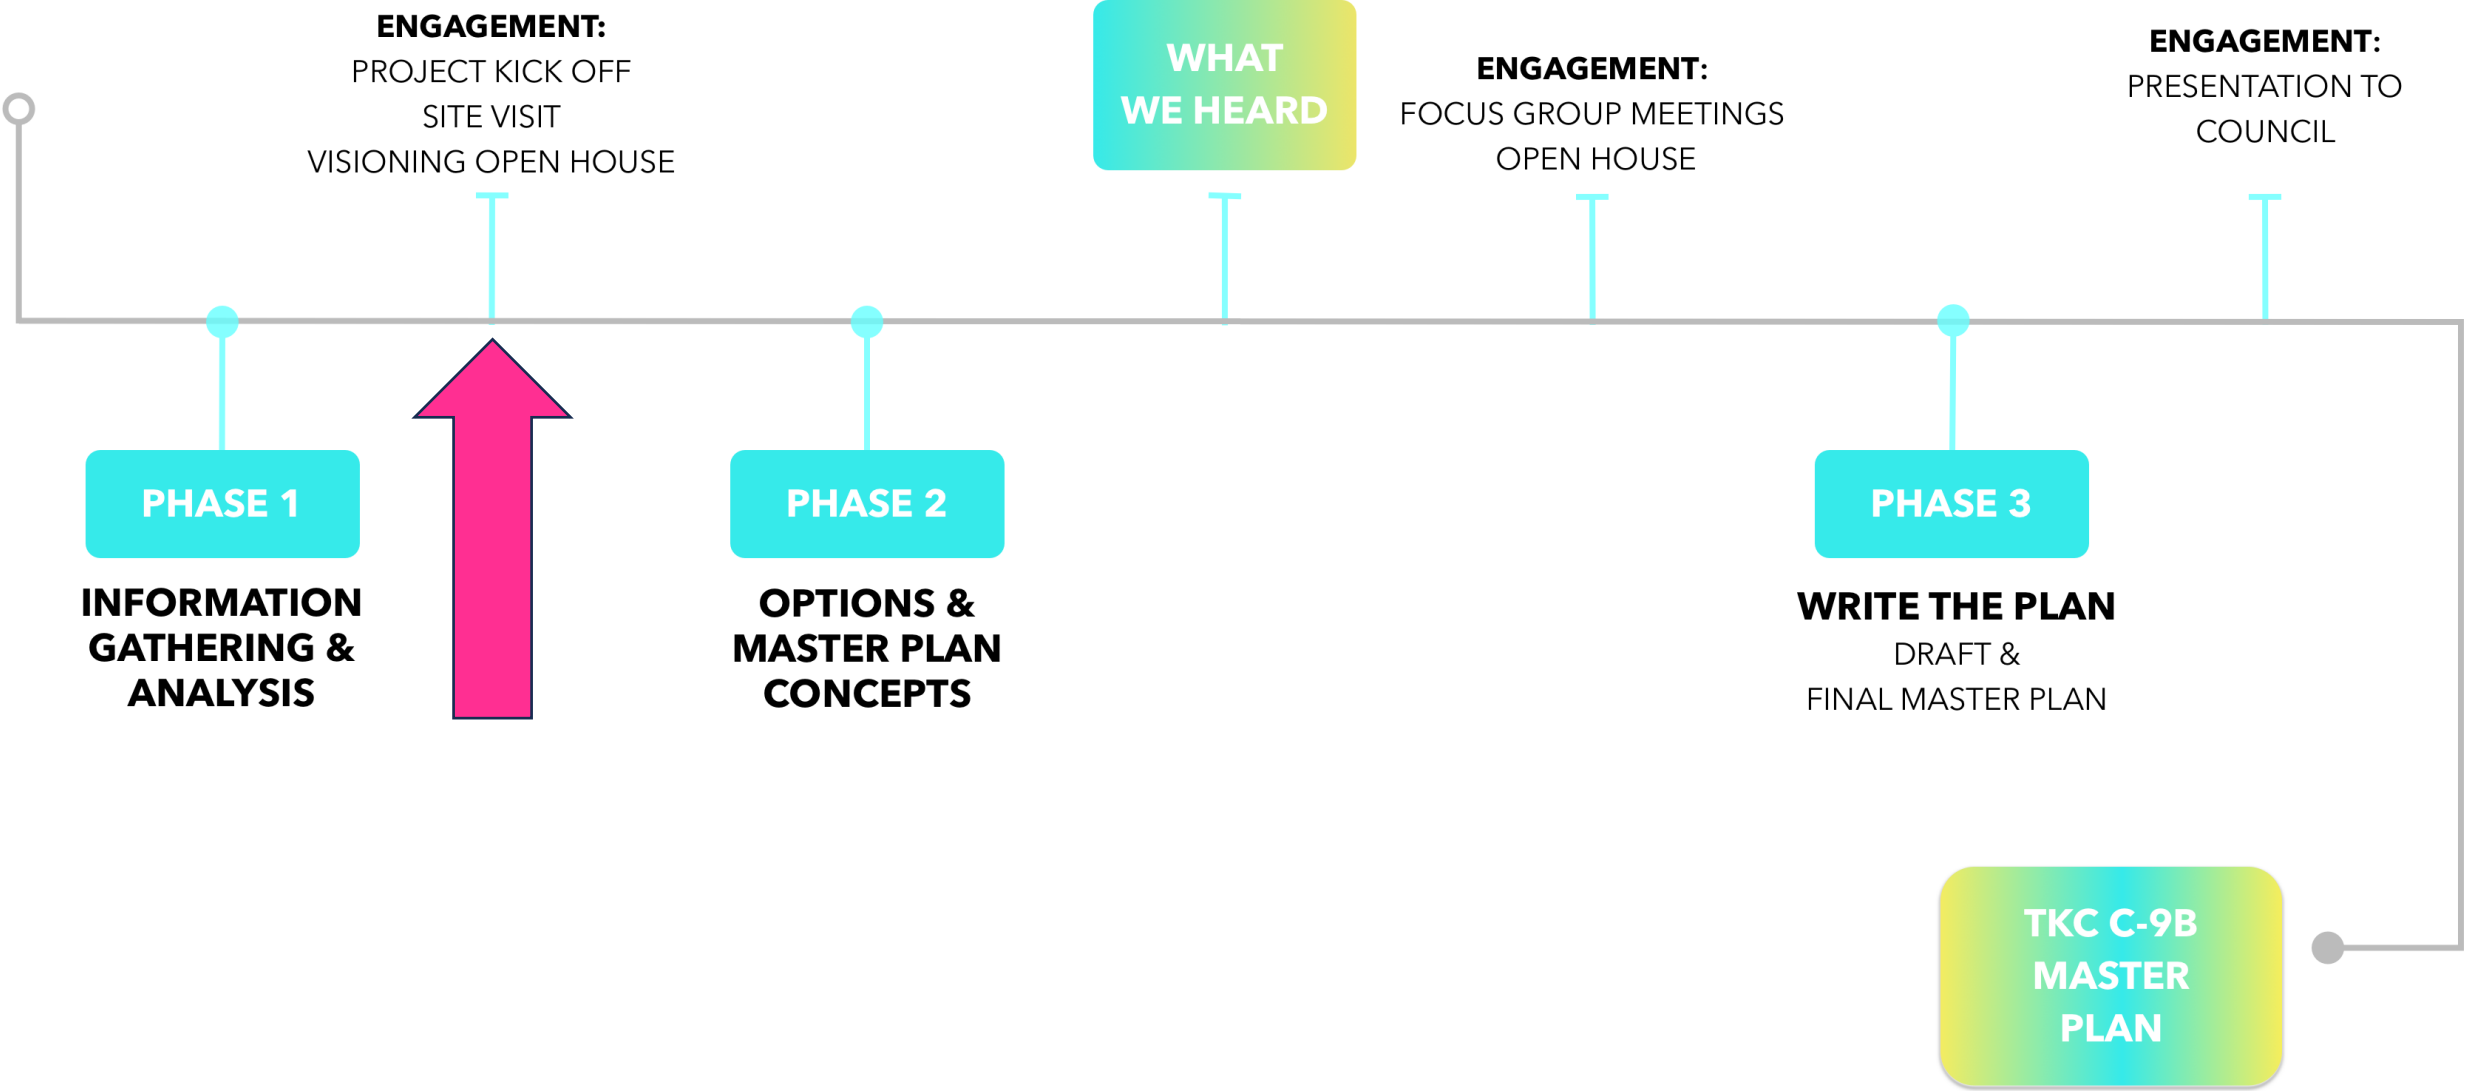 ENGAGEMENT:
PROJECT KICK OFF
SITE VISIT
VISIONING OPEN HOUSE
WHAT
WE HEARD
ENGAGEMENT:
FOCUS GROUP MEETINGS
OPEN HOUSE
ENGAGEMENT:
PRESENTATION TO
COUNCIL
PHASE 1
INFORMATION
GATHERING &
ANALYSIS
PHASE 2
OPTIONS &
MASTER PLAN
CONCEPTS
PHASE 3
WRITE THE PLAN
DRAFT &
FINAL MASTER PLAN
TKC C-9B
MASTER
PLAN